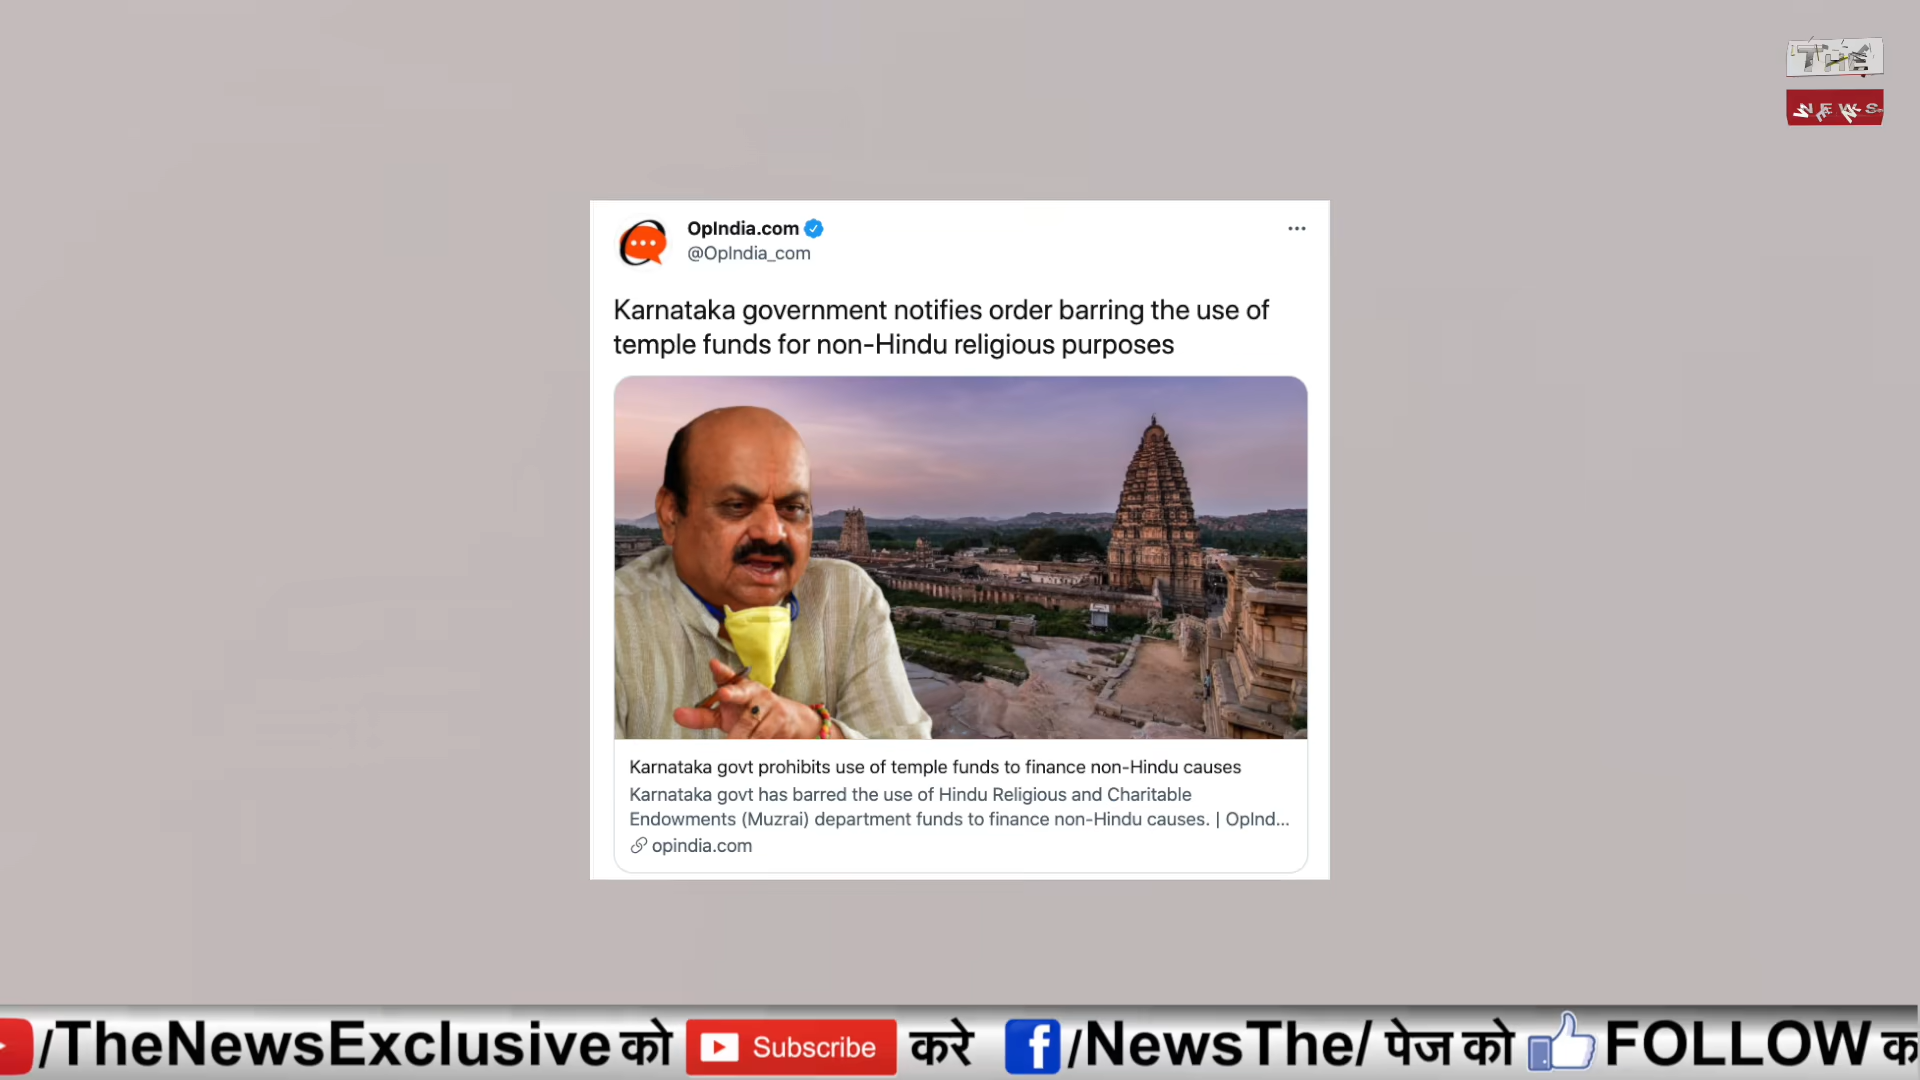 THE
NEWS
OpIndia.com
@OpIndia_com
Karnataka government notifies order barring the use of
temple funds for non-Hindu religious purposes
Karnataka govt prohibits use of temple funds to finance non-Hindu causes
Karnataka govt has barred the use of Hindu Religious and Charitable
Endowments (Muzrai) department funds to finance non-Hindu causes. | OpInd...
opindia.com
/TheNewsExclusive को Subscribe करे /NewsThe/ पेज को FOLLOW क